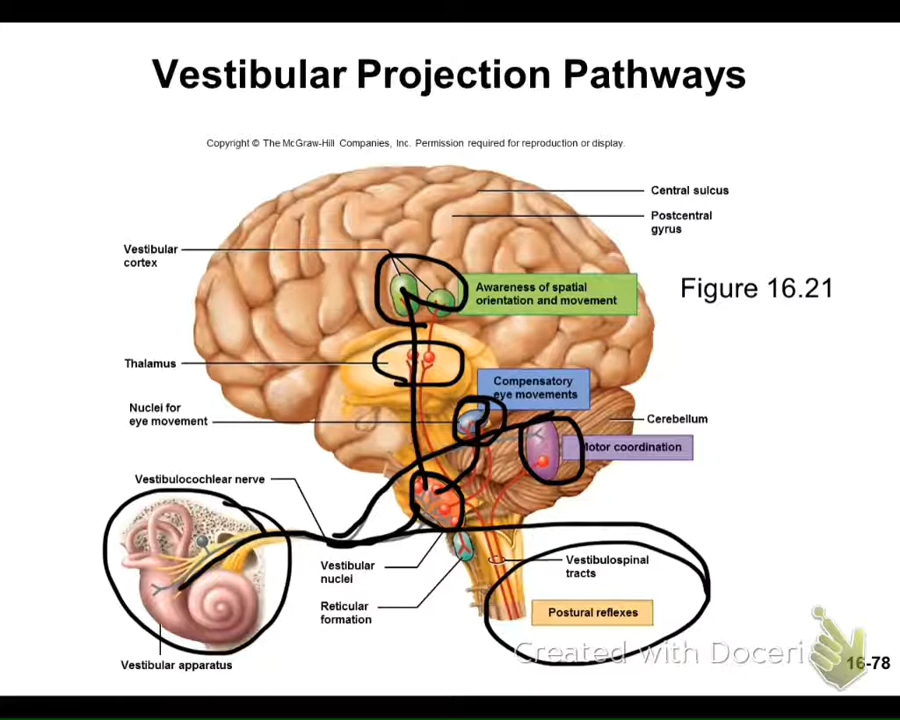 Vestibular Projection Pathways
Copyright © The McGraw-Hill Companies, Inc. Permission required for reproduction or display.
Central sulcus
Postcentral
gyrus
Vestibular
cortex
Awareness of spatial
orientation and movement
Figure 16.21
Thalamus
Compensatory
eye movements
Nuclei for
eye movement
Cerebellum
Motor coordination
Vestibulocochlear nerve
Vestibular
nuclei
Vestibulospinal
tracts
Reticular
formation
Postural reflexes
Vestibular apparatus
Created with Doceri
16-78